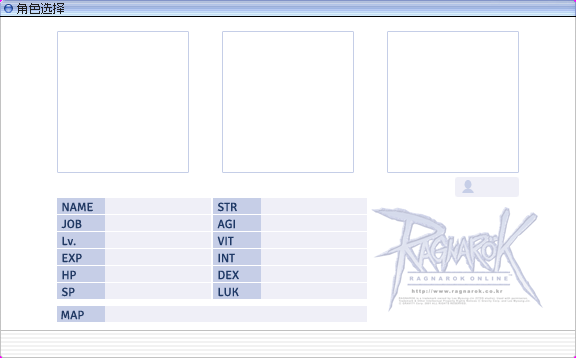 角色选择
NAME STR
JOB AGI
Lv. VIT
EXP INT
HP DEX
SP LUK
MAP
RAGNAROK
RAGNAROK ONLINE
http://www.ragnarok.co.kr